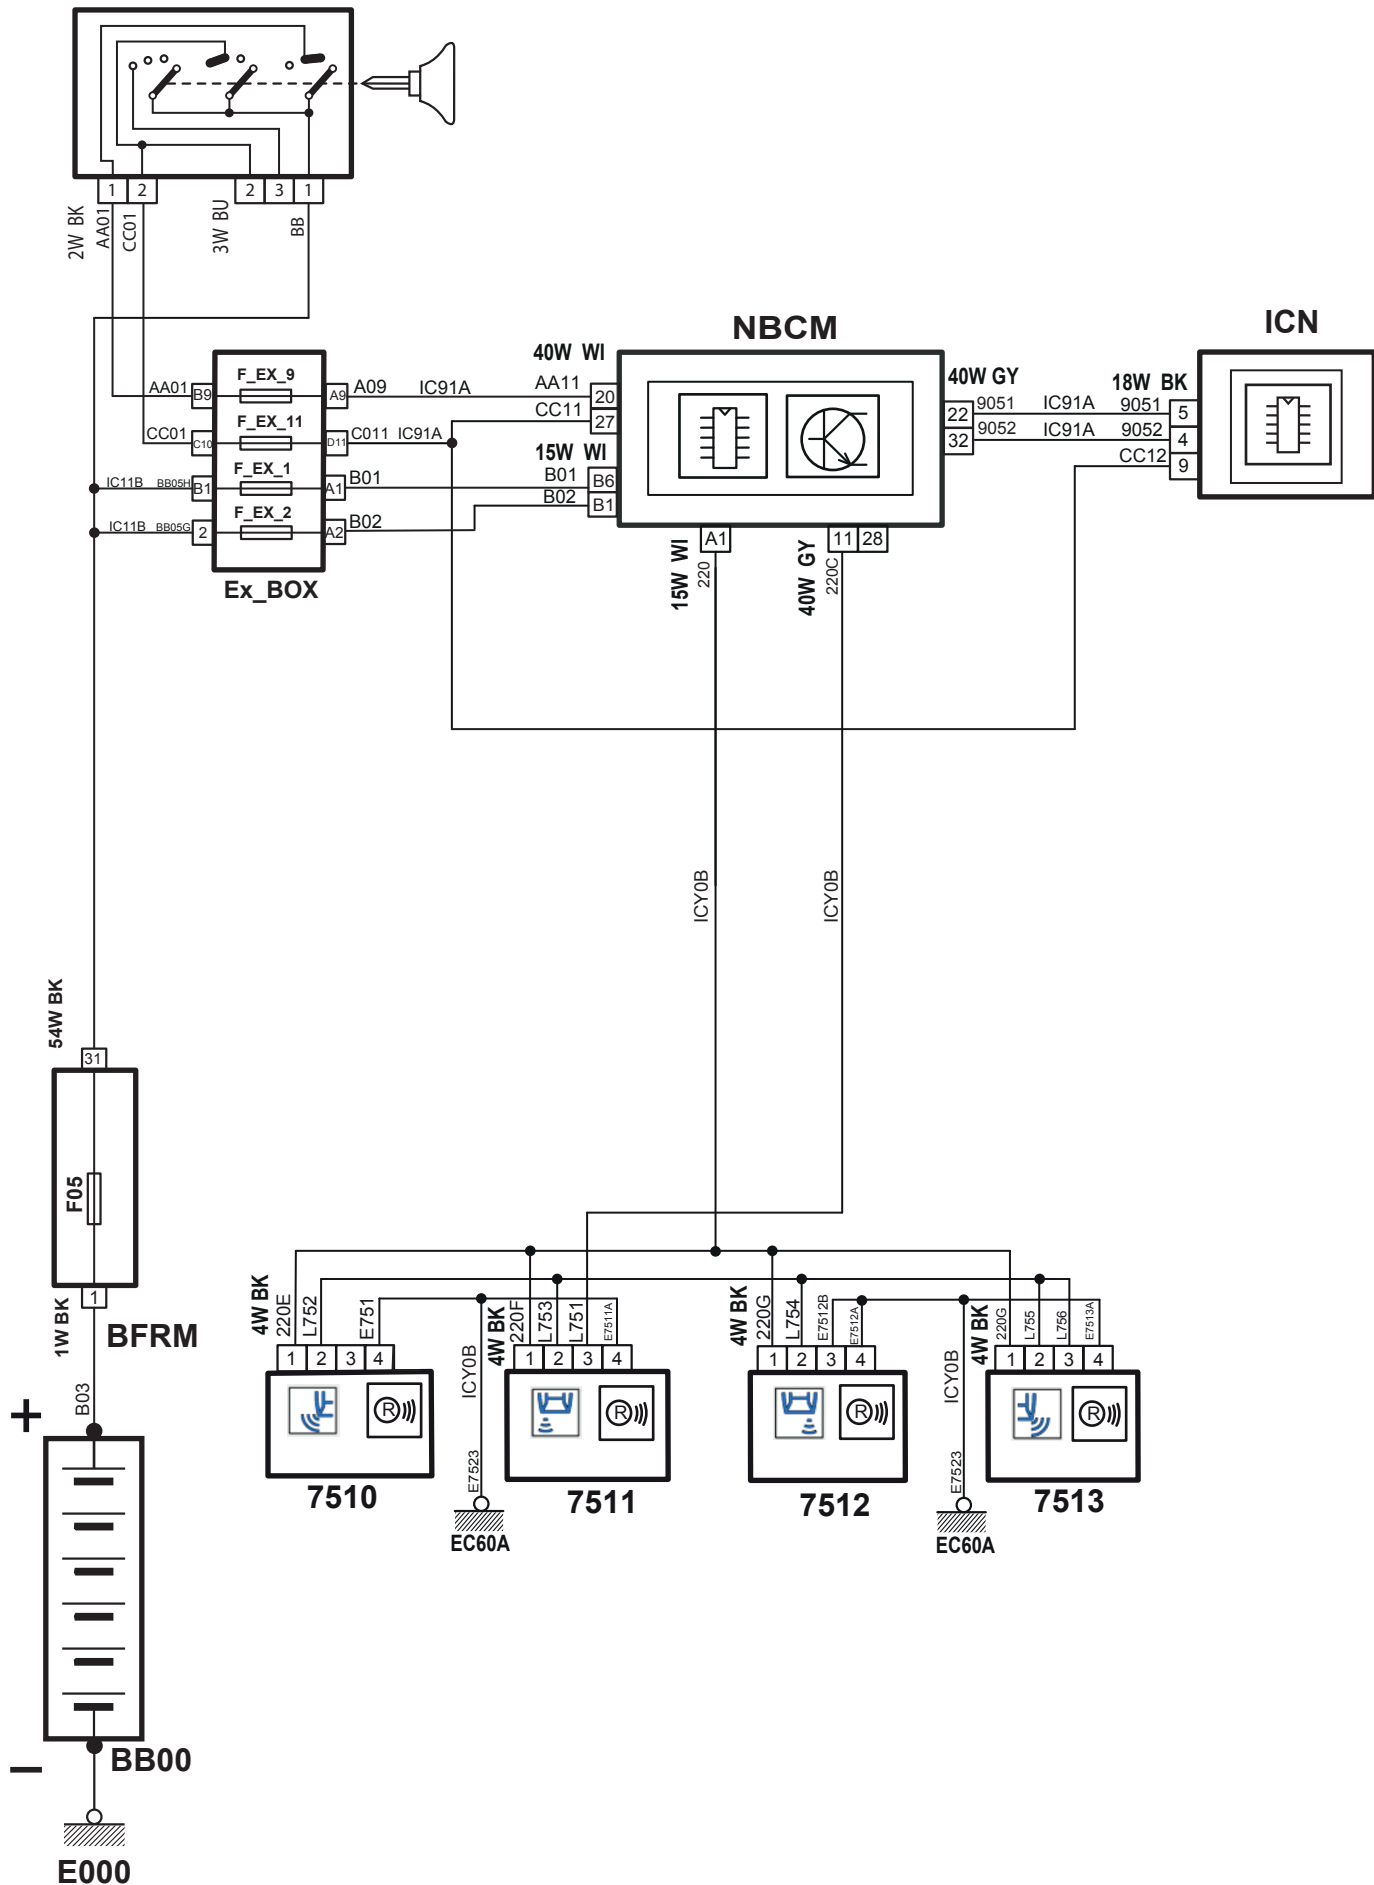 1 2 2 3 1
2W BK
AA01
CC01
3W BU
BB
NBCM
ICN
40W WI
AA11
20
CC11
27
15W WI
B01
B6
B02
B1
40W GY
22
9051 IC91A 9051
32
9052 IC91A 9052
18W BK
5
4
CC12
9
AA01 B9 F_EX_9 A9 A09 IC91A
CC01 C10 F_EX_11 D11 C011 IC91A
IC11B BB05H B1 F_EX_1 A1 B01
IC11B BB05G 2 F_EX_2 A2 B02
Ex_BOX
A1
15W WI
220
11 28
40W GY
220C
ICY0B
ICY0B
54W BK
31
F05
1
1W BK
BFRM
B03
+
BB00
–
E000
4W BK
220E
L752
E751
1 2 3 4
R
7510
ICY0B
E7523
EC60A
4W BK
220F
L753
L751
E7511A
1 2 3 4
R
7511
4W BK
220G
L754
E7512B
E7512A
1 2 3 4
R
7512
ICY0B
E7523
EC60A
4W BK
220G
L755
L756
E7513A
1 2 3 4
R
7513